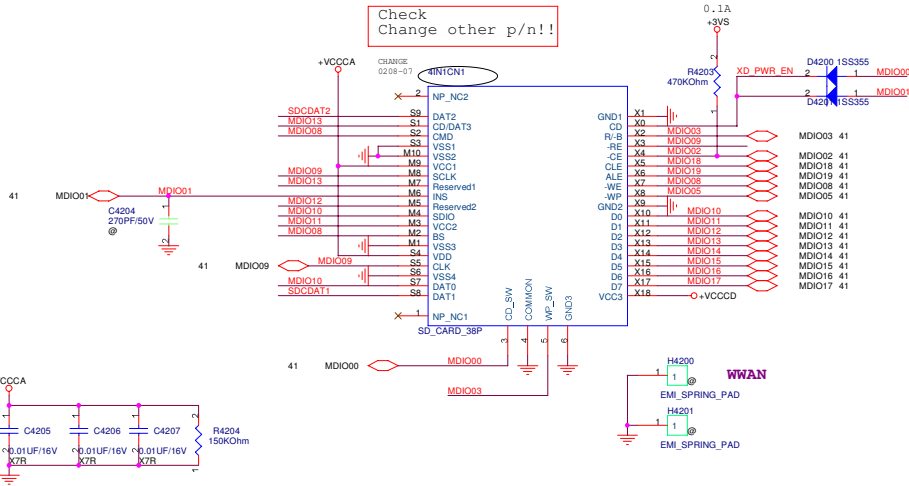 Check
Change other p/n!!
0.1A
+3VS
CHANGE
0208-07
4IN1CN1
+VCCCA
R4203
470KOhm
XD_PWR_EN
D4200 1SS355
MDIO00
MDIO01
D4201 1SS355
2
NP_NC2
SDCDAT2 S9 DAT2
MDIO13 S1 CD/DAT3
MDIO08 S2 CMD
S3 VSS1
M10 VSS2
M9 VCC1
MDIO09 M8 SCLK
MDIO13 M7 Reserved1
41 MDIO01 MDIO01 M6 INS
MDIO12 M5 Reserved2
MDIO10 M4 SDIO
MDIO11 M3 VCC2
MDIO08 M2 BS
M1 VSS3
S4 VDD
41 MDIO09 MDIO09 S5 CLK
S6 VSS4
MDIO10 S7 DAT0
SDCDAT1 S8 DAT1
1 NP_NC1
C4204
270PF/50V
@
GND1 X1
CD X0
R/-B X2 MDIO03 MDIO03 41
-RE X3 MDIO09
-CE X4 MDIO02 MDIO02 41
CLE X5 MDIO18 MDIO18 41
ALE X6 MDIO19 MDIO19 41
-WE X7 MDIO08 MDIO08 41
-WP X8 MDIO05 MDIO05 41
GND2 X9
D0 X10 MDIO10 MDIO10 41
D1 X11 MDIO11 MDIO11 41
D2 X12 MDIO12 MDIO12 41
D3 X13 MDIO13 MDIO13 41
D4 X14 MDIO14 MDIO14 41
D5 X15 MDIO15 MDIO15 41
D6 X16 MDIO16 MDIO16 41
D7 X17 MDIO17 MDIO17 41
VCC3 X18 +VCCCD
CD_SW
COMMON
WP_SW
GND3
SD_CARD_38P
3 4 5 6
41 MDIO00 MDIO00
MDIO03
H4200
1 1 @
WWAN
EMI_SPRING_PAD
H4201
1 1 @
EMI_SPRING_PAD
C4205
0.01UF/16V
X7R
C4206
0.01UF/16V
X7R
C4207
0.01UF/16V
X7R
R4204
150KOhm